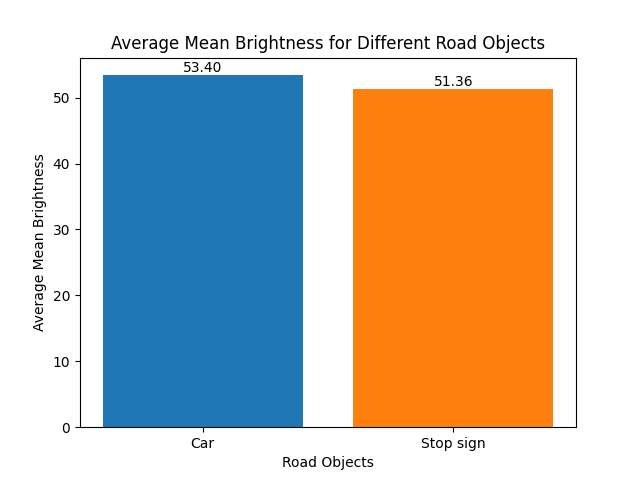 Average Mean Brightness for Different Road Objects
53.40
51.36
Average Mean Brightness
50
40
30
20
10
0
Car
Stop sign
Road Objects